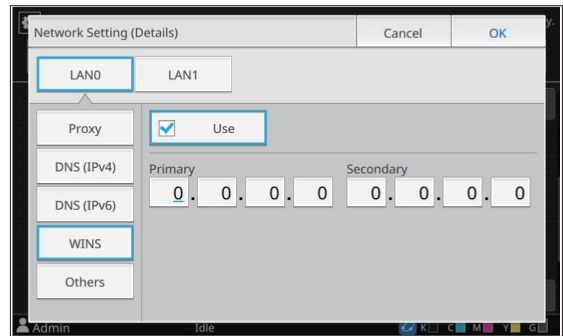 Network Setting (Details)
Cancel
OK
LAN0
LAN1
Proxy
DNS (IPv4)
DNS (IPv6)
WINS
Others
Use
Primary
Secondary
0 . 0 . 0 . 0
0 . 0 . 0 . 0
Admin
Idle
K C M Y G